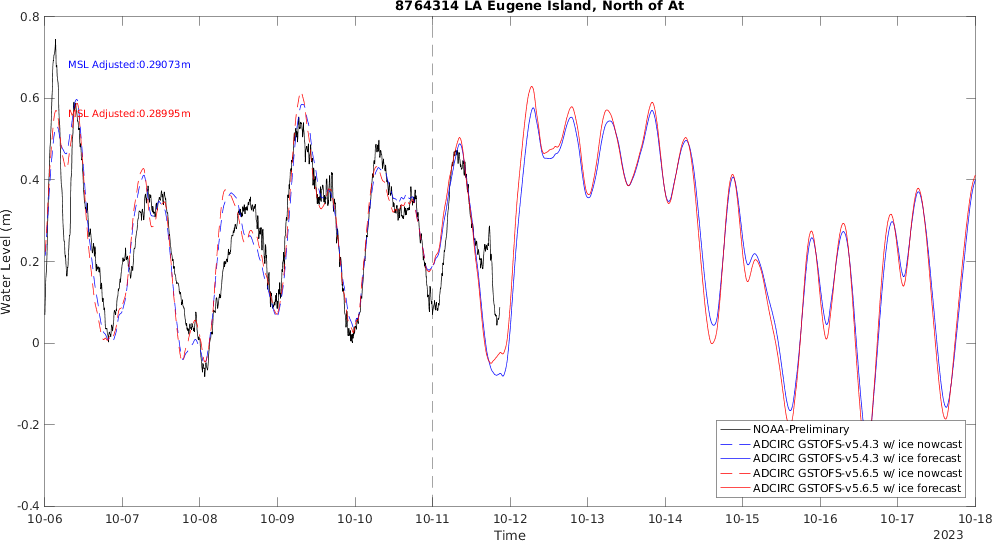 8764314 LA Eugene Island, North of At
Water Level (m)
0.8
0.6
0.4
0.2
0
-0.2
-0.4
MSL Adjusted:0.29073m
MSL Adjusted:0.28995m
NOAA-Preliminary
ADCIRC GSTOFS-v5.4.3 w/ ice nowcast
ADCIRC GSTOFS-v5.4.3 w/ ice forecast
ADCIRC GSTOFS-v5.6.5 w/ ice nowcast
ADCIRC GSTOFS-v5.6.5 w/ ice forecast
10-06 10-07 10-08 10-09 10-10 10-11 10-12 10-13 10-14 10-15 10-16 10-17 10-18
Time
2023